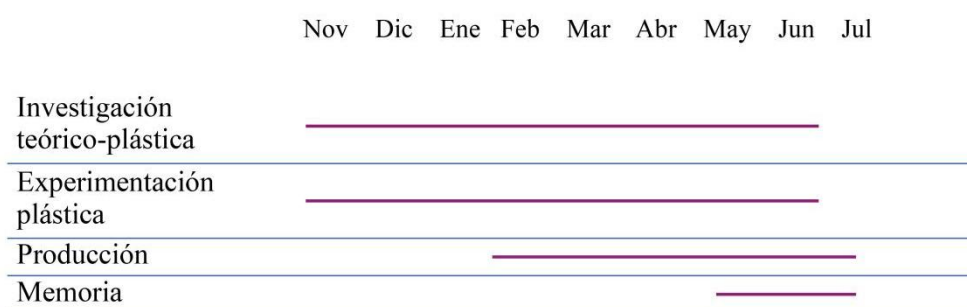 Nov Dic Ene Feb Mar Abr May Jun Jul
Investigación
teórico-plástica
Experimentación
plástica
Producción
Memoria